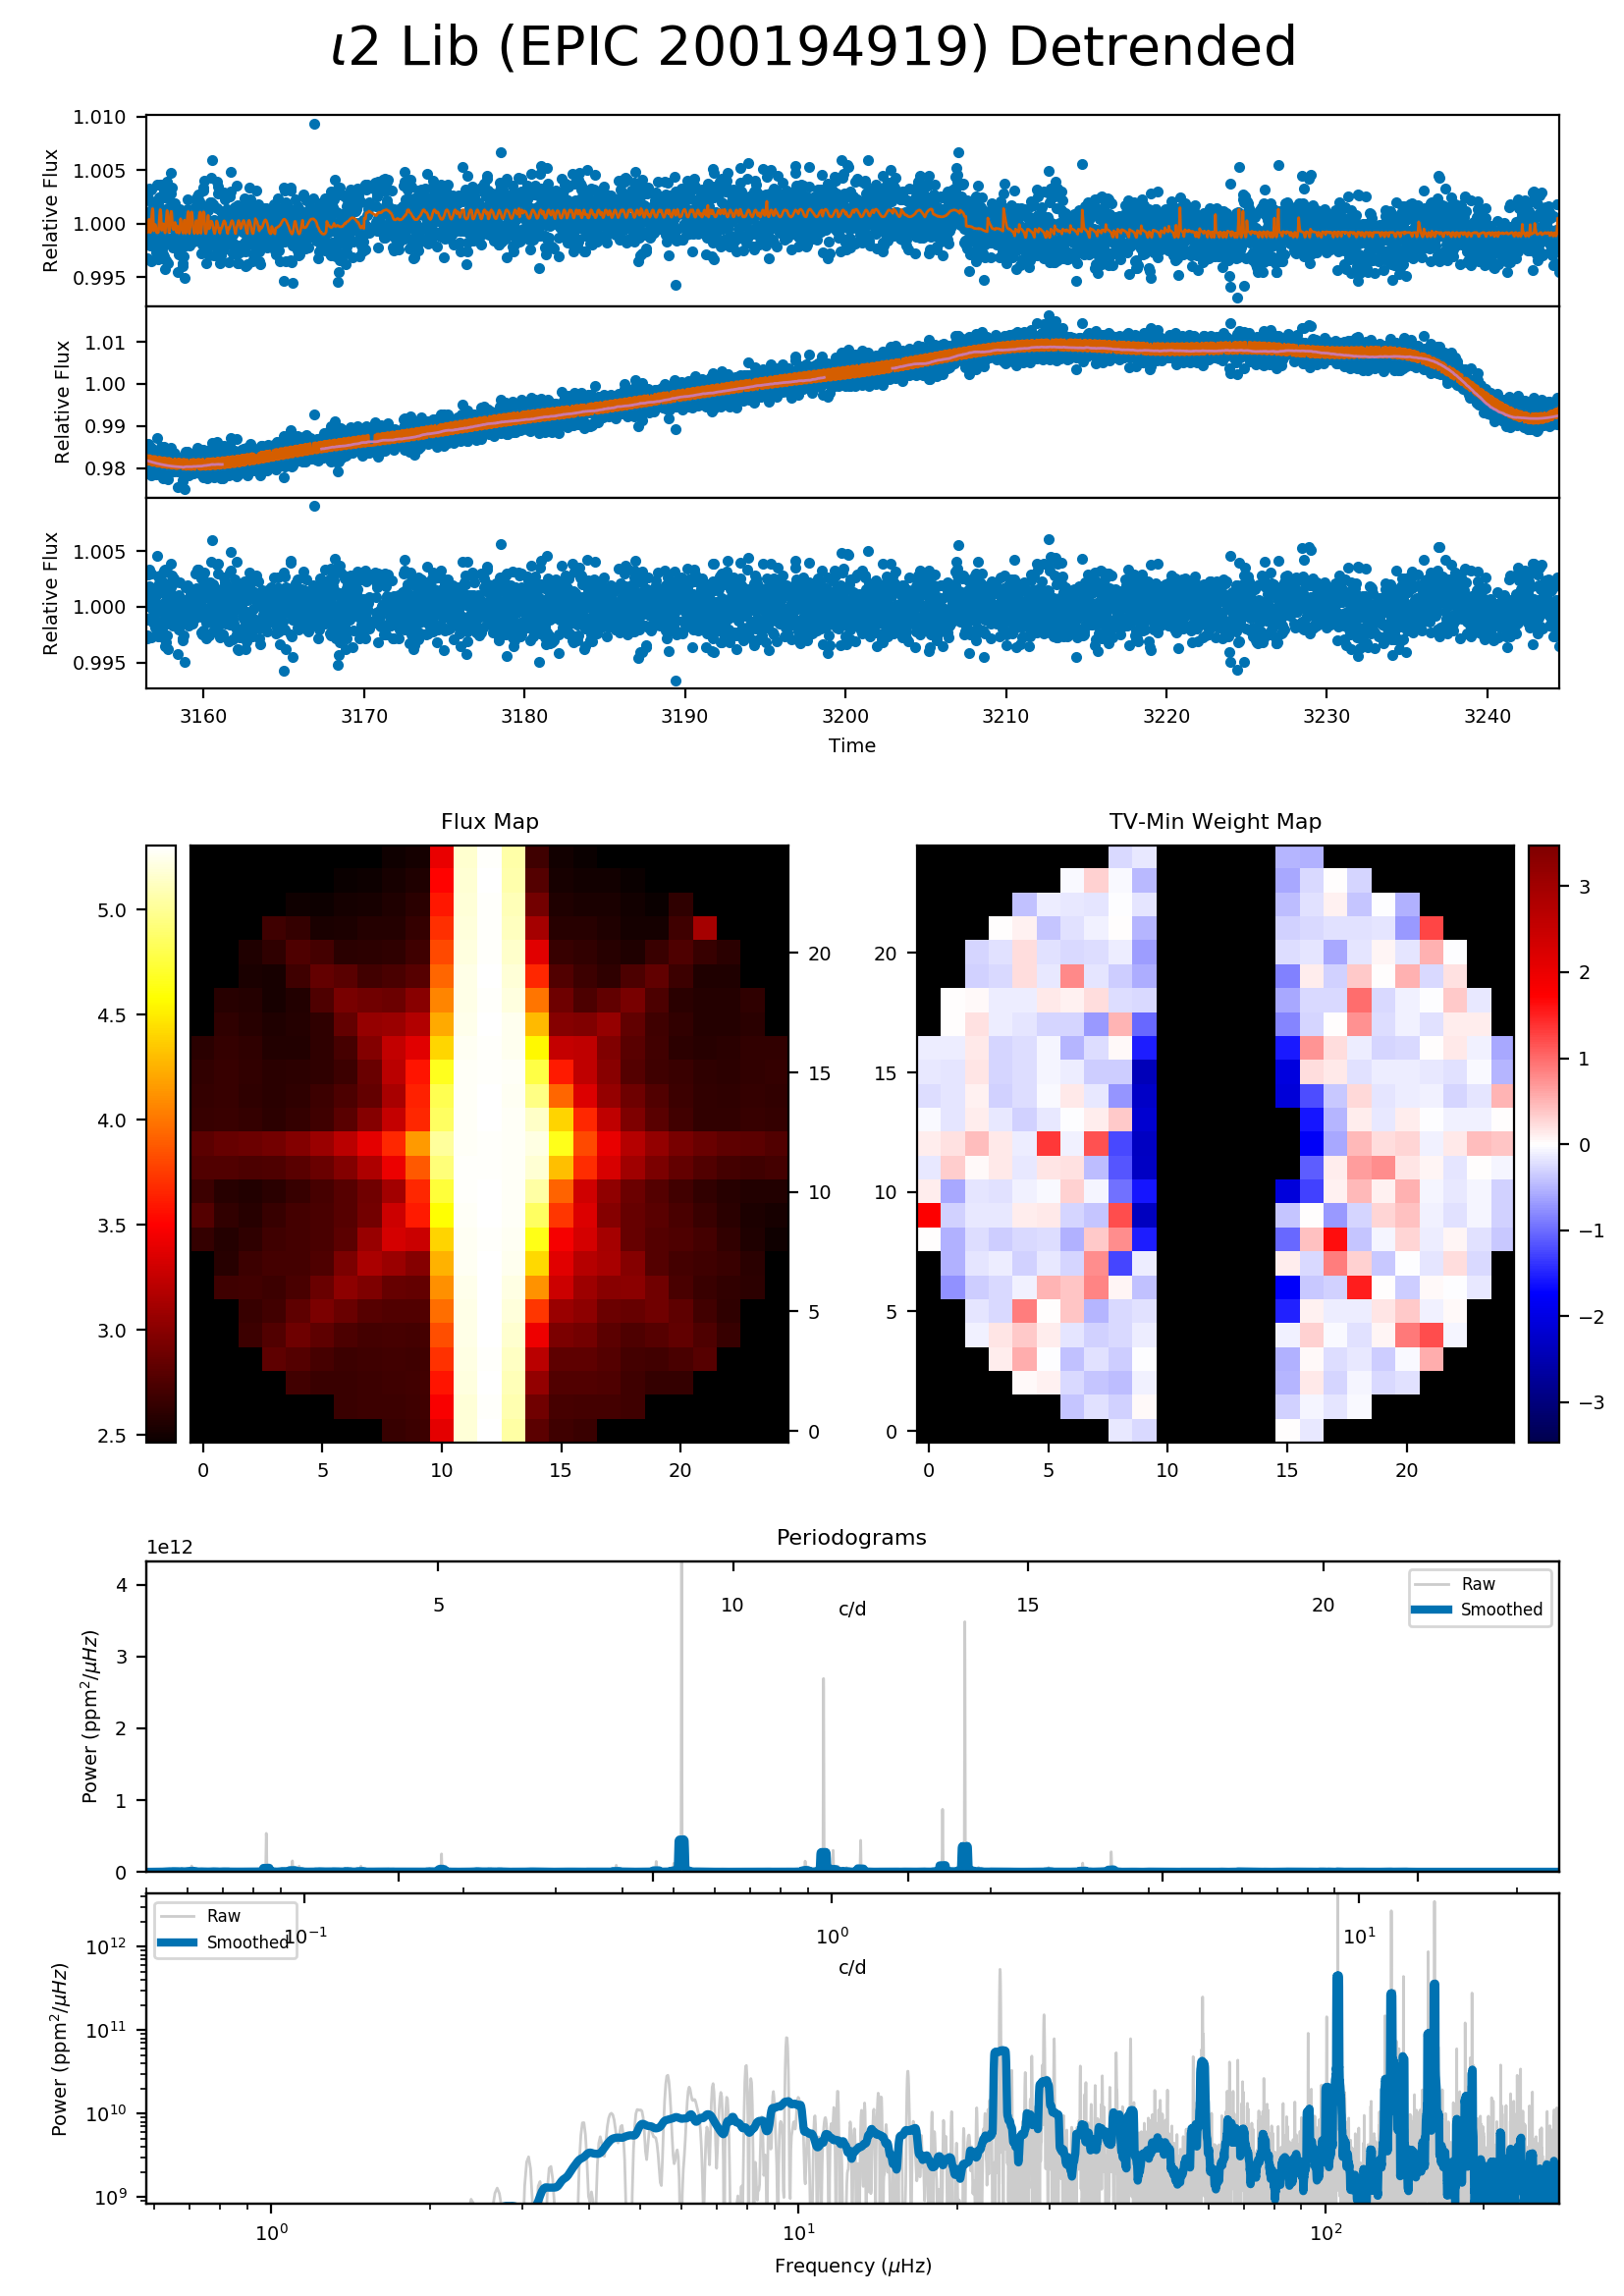 ι2 Lib (EPIC 200194919) Detrended
1.010
1.005
1.000
0.995
Relative Flux
1.01
1.00
0.99
0.98
Relative Flux
1.005
1.000
0.995
Relative Flux
3160 3170 3180 3190 3200 3210 3220 3230 3240
Time
Flux Map
5.0
4.5
4.0
3.5
3.0
2.5
20
15
10
5
0
0 5 10 15 20
TV-Min Weight Map
20
15
10
5
0
0 5 10 15 20
3
2
1
0
−1
−2
−3
Periodograms
1e12
4
3
2
1
0
Power (ppm²/μHz)
5 10 15 20
c/d
Raw
Smoothed
Raw
Smoothed
10⁻¹ 10⁰ 10¹
c/d
10¹²
10¹¹
10¹⁰
10⁹
Power (ppm²/μHz)
10⁰ 10¹ 10²
Frequency (μHz)